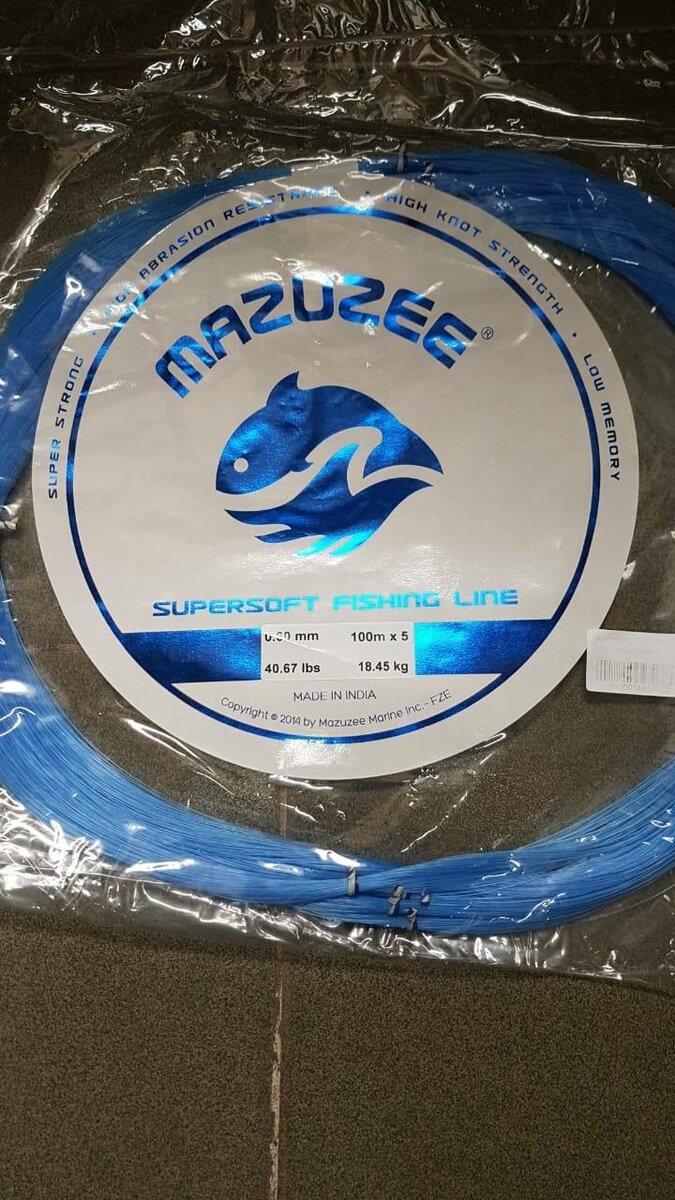 SUPER STRONG • HIGH ABRASION RESISTANCE • HIGH KNOT STRENGTH • LOW MEMORY
MAZUZEE®
SUPERSOFT FISHING LINE
mm 100m x 5
40.67 lbs 18.45 kg
MADE IN INDIA
Copyright © 2014 by Mazuzee Marine Inc. - FZE